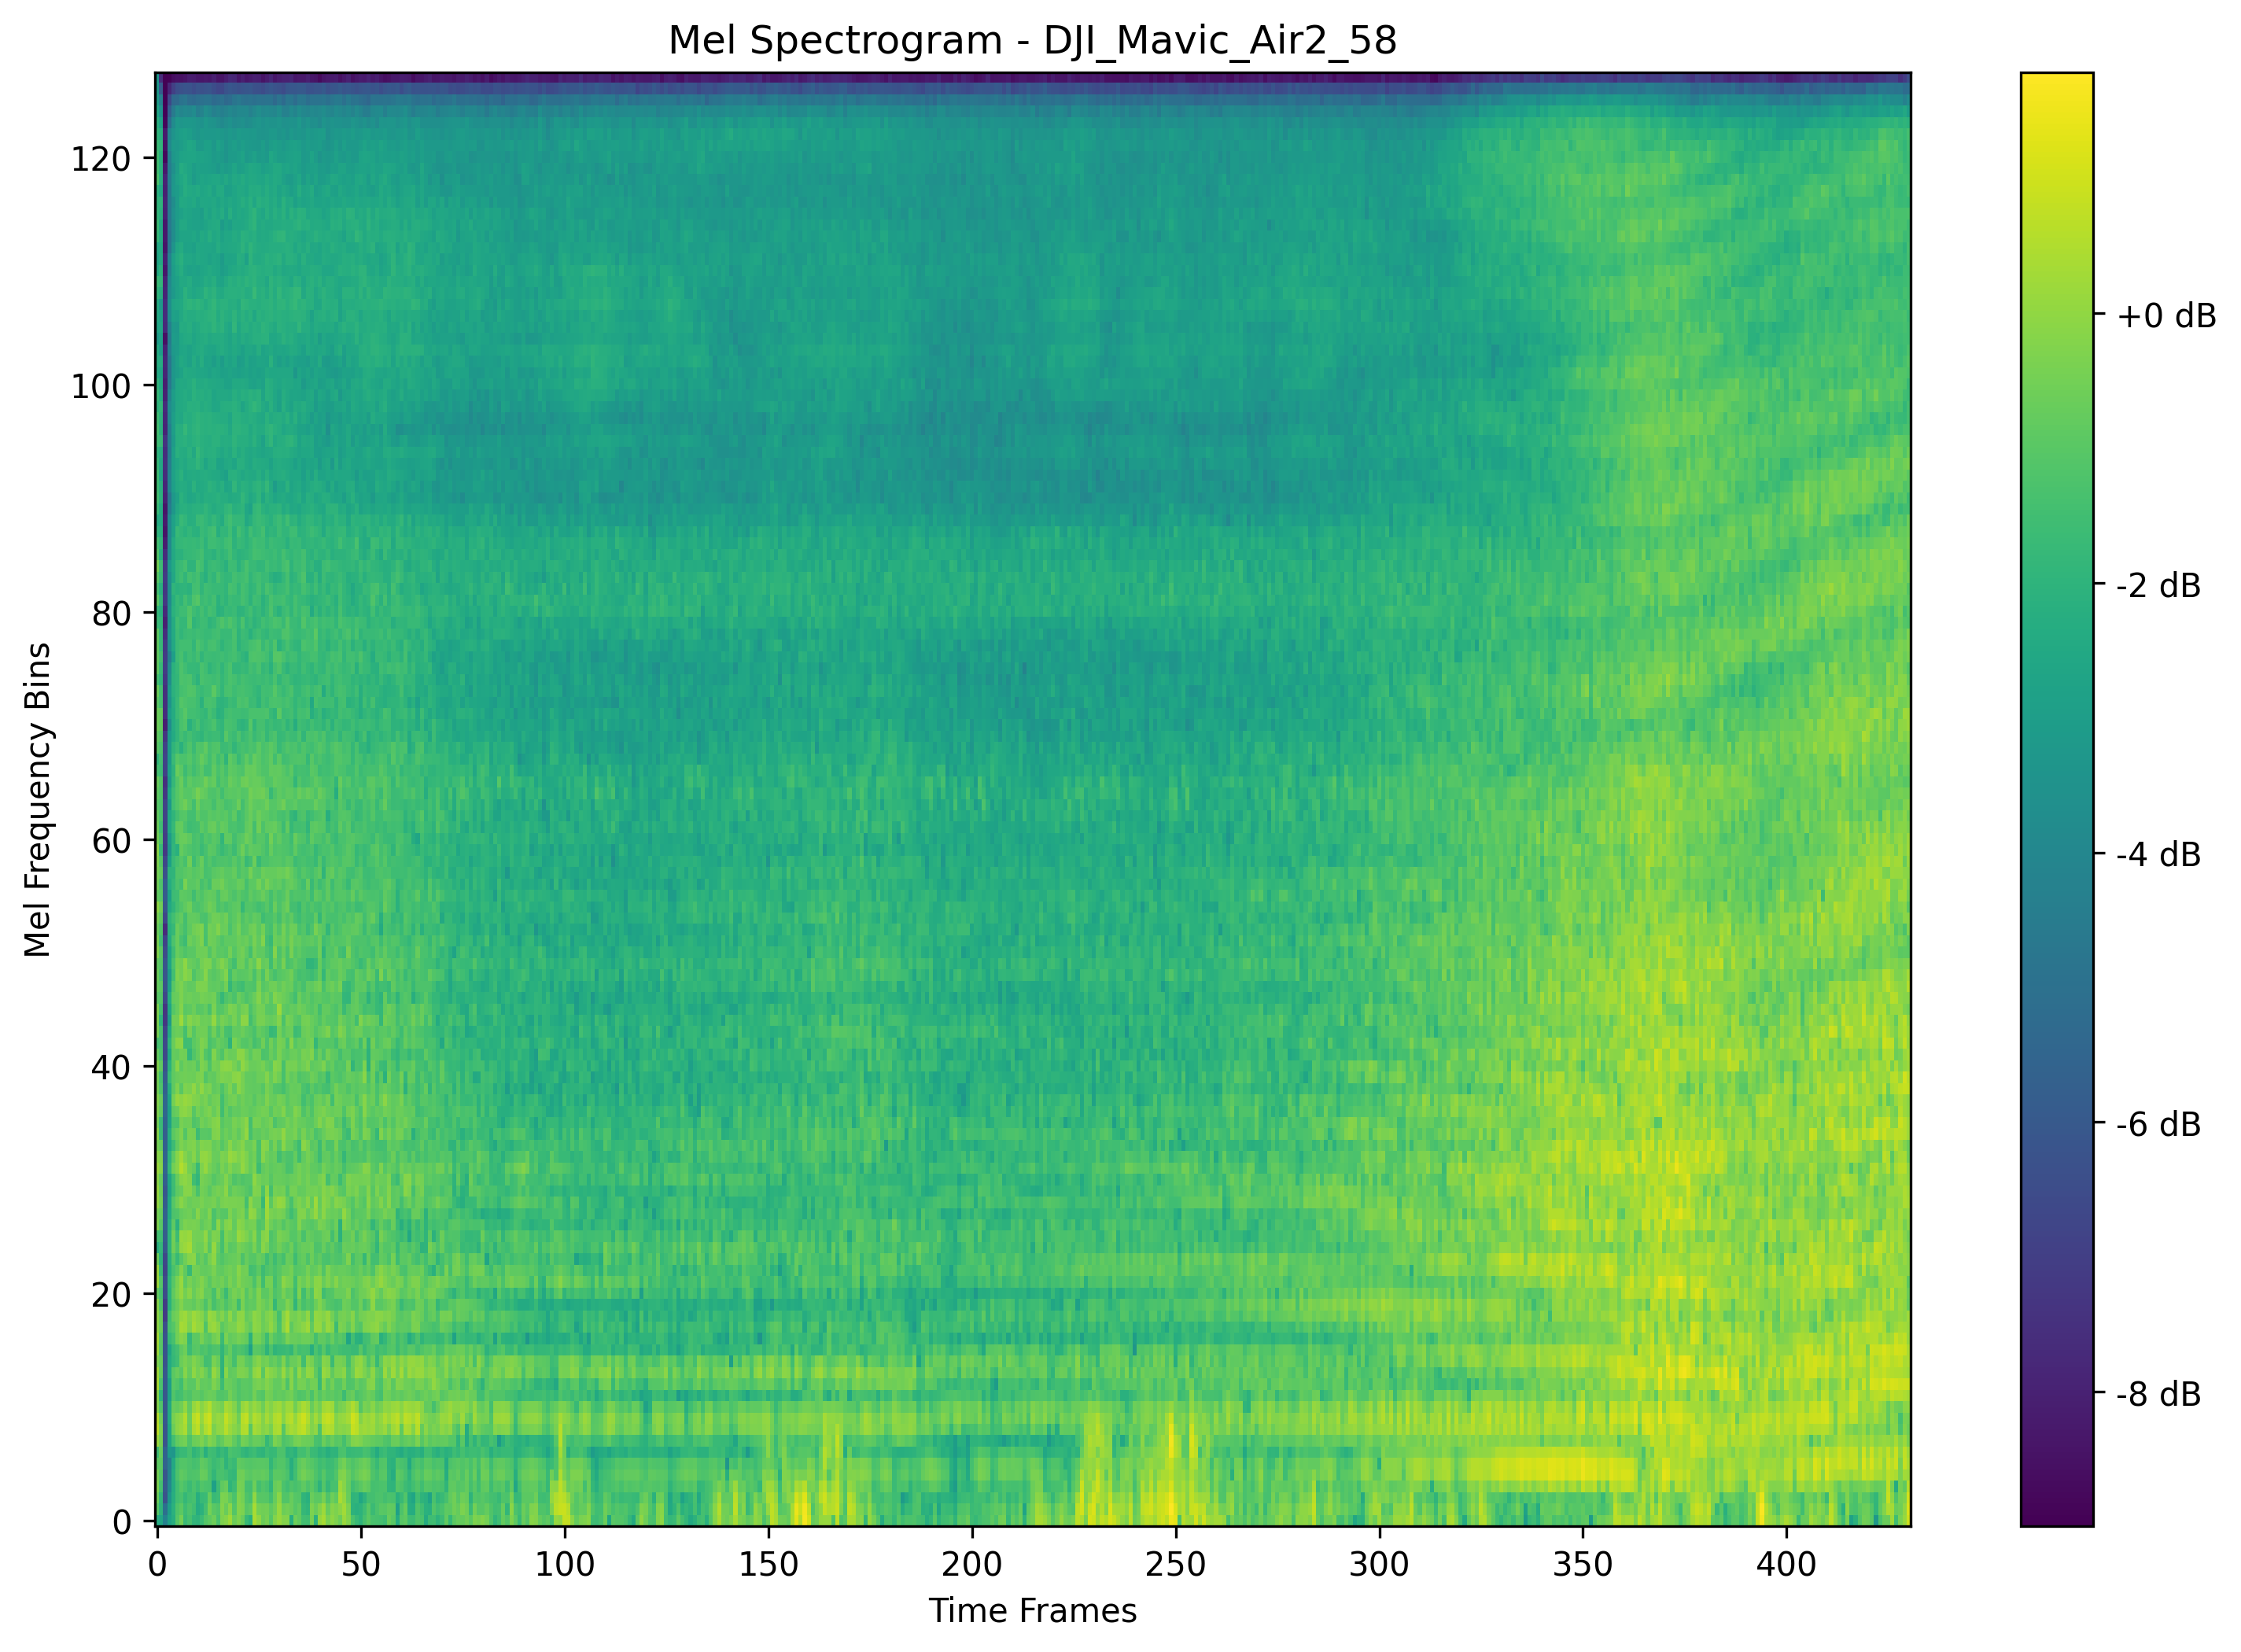 Mel Spectrogram - DJI_Mavic_Air2_58
Mel Frequency Bins
120
100
80
60
40
20
0
0 50 100 150 200 250 300 350 400
Time Frames
+0 dB
-2 dB
-4 dB
-6 dB
-8 dB